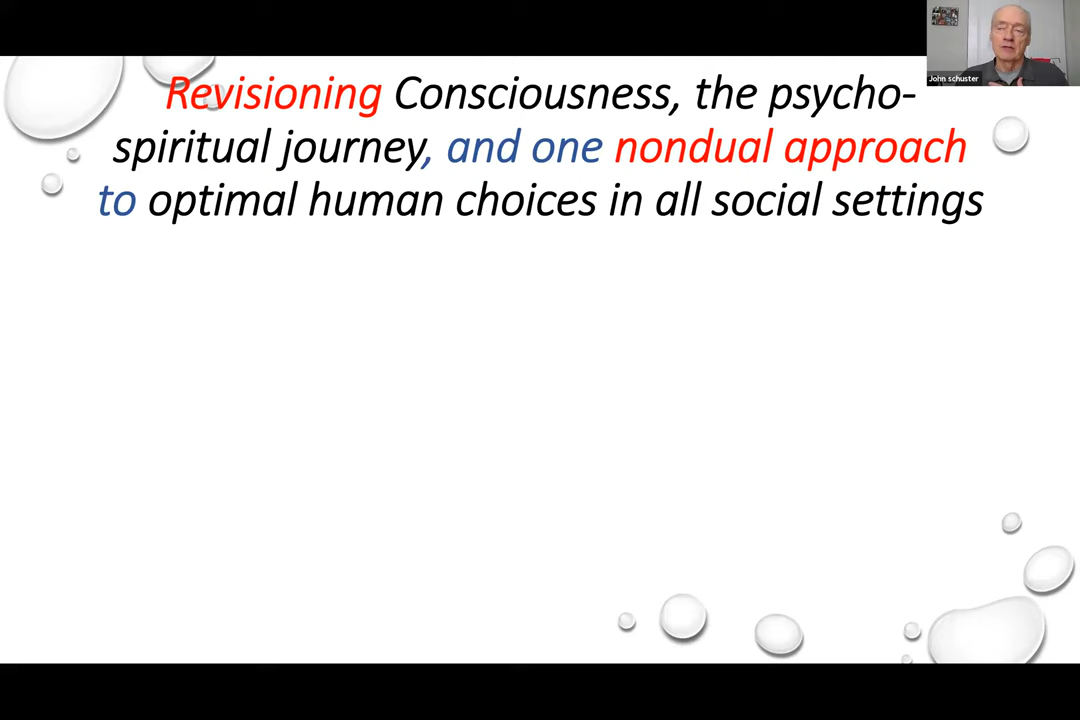 John schuster
Revisioning Consciousness, the psycho-
spiritual journey, and one nondual approach
to optimal human choices in all social settings